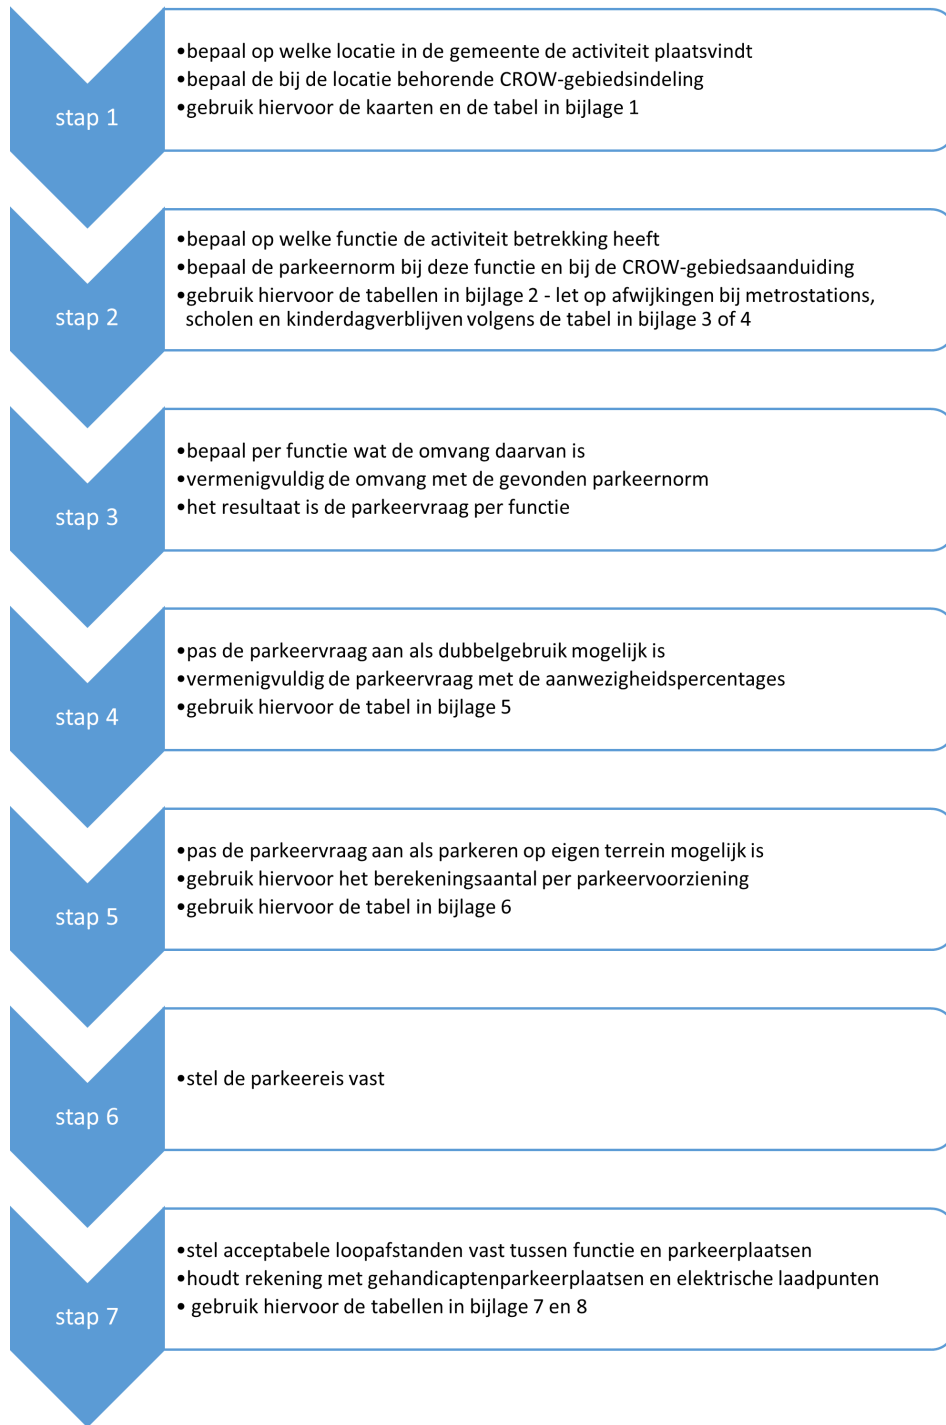 stap 1
•bepaal op welke locatie in de gemeente de activiteit plaatsvindt
•bepaal de bij de locatie behorende CROW-gebiedsindeling
•gebruik hiervoor de kaarten en de tabel in bijlage 1
stap 2
•bepaal op welke functie de activiteit betrekking heeft
•bepaal de parkeernorm bij deze functie en bij de CROW-gebiedsaanduiding
•gebruik hiervoor de tabellen in bijlage 2 - let op afwijkingen bij metrostations,
scholen en kinderdagverblijven volgens de tabel in bijlage 3 of 4
stap 3
•bepaal per functie wat de omvang daarvan is
•vermenigvuldig de omvang met de gevonden parkeernorm
•het resultaat is de parkeervraag per functie
stap 4
•pas de parkeervraag aan als dubbelgebruik mogelijk is
•vermenigvuldig de parkeervraag met de aanwezigheidspercentages
•gebruik hiervoor de tabel in bijlage 5
stap 5
•pas de parkeervraag aan als parkeren op eigen terrein mogelijk is
•gebruik hiervoor het berekeningsaantal per parkeervoorziening
•gebruik hiervoor de tabel in bijlage 6
stap 6
•stel de parkeereis vast
stap 7
•stel acceptabele loopafstanden vast tussen functie en parkeerplaatsen
•houdt rekening met gehandicaptenparkeerplaatsen en elektrische laadpunten
• gebruik hiervoor de tabellen in bijlage 7 en 8